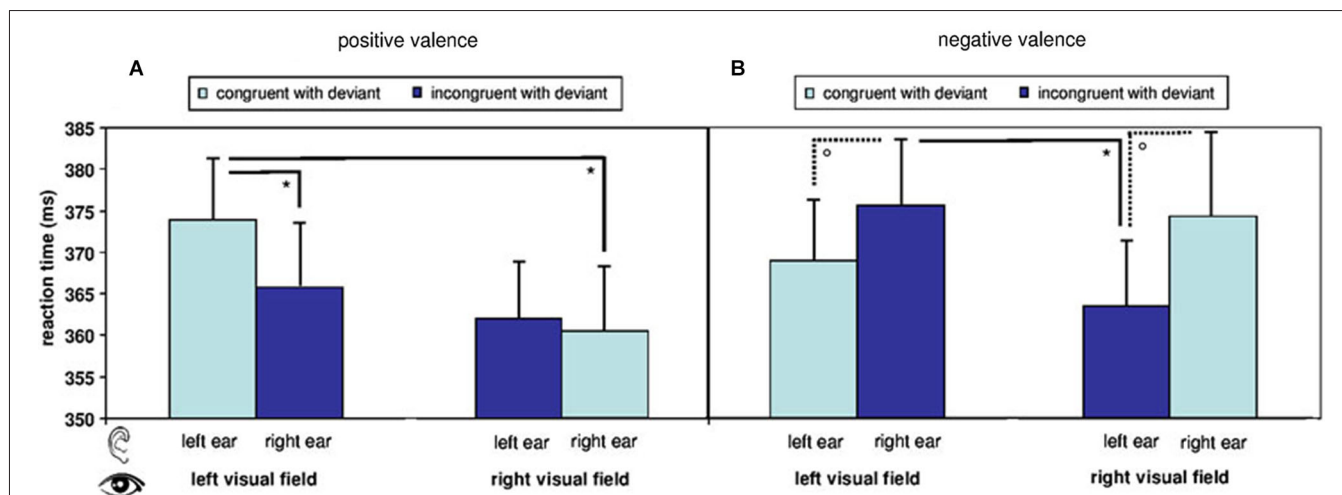 positive valence
negative valence
A
B
congruent with deviant incongruent with deviant
congruent with deviant incongruent with deviant
reaction time (ms)
385
380
375
370
365
360
355
350
*
*
°
*
°
left ear right ear left ear right ear left ear right ear left ear right ear
left visual field right visual field left visual field right visual field